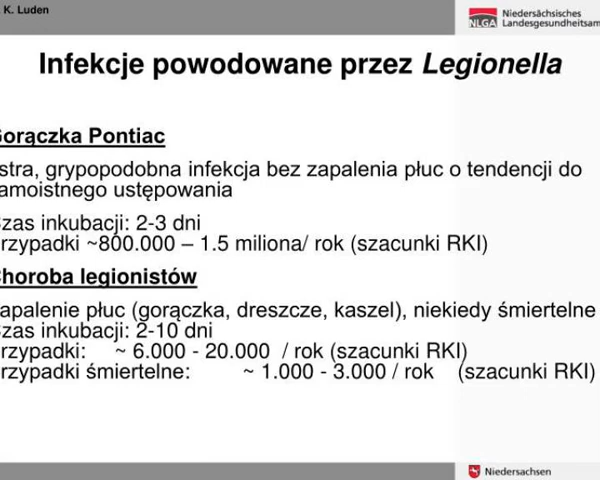 K. Luden
NLGA
Niedersächsisches
Landesgesundheitsam
Infekcje powodowane przez Legionella
orączka Pontiac
stra, grypopodobna infekcja bez zapalenia płuc o tendencji do
amoistnego ustępowania
zas inkubacji: 2-3 dni
rzypadki ~800.000 – 1.5 miliona/ rok (szacunki RKI)
horoba legionistów
apalenie płuc (gorączka, dreszcze, kaszel), niekiedy śmiertelne
zas inkubacji: 2-10 dni
rzypadki: ~ 6.000 - 20.000 / rok (szacunki RKI)
rzypadki śmiertelne: ~ 1.000 - 3.000 / rok (szacunki RKI)
Niedersachsen